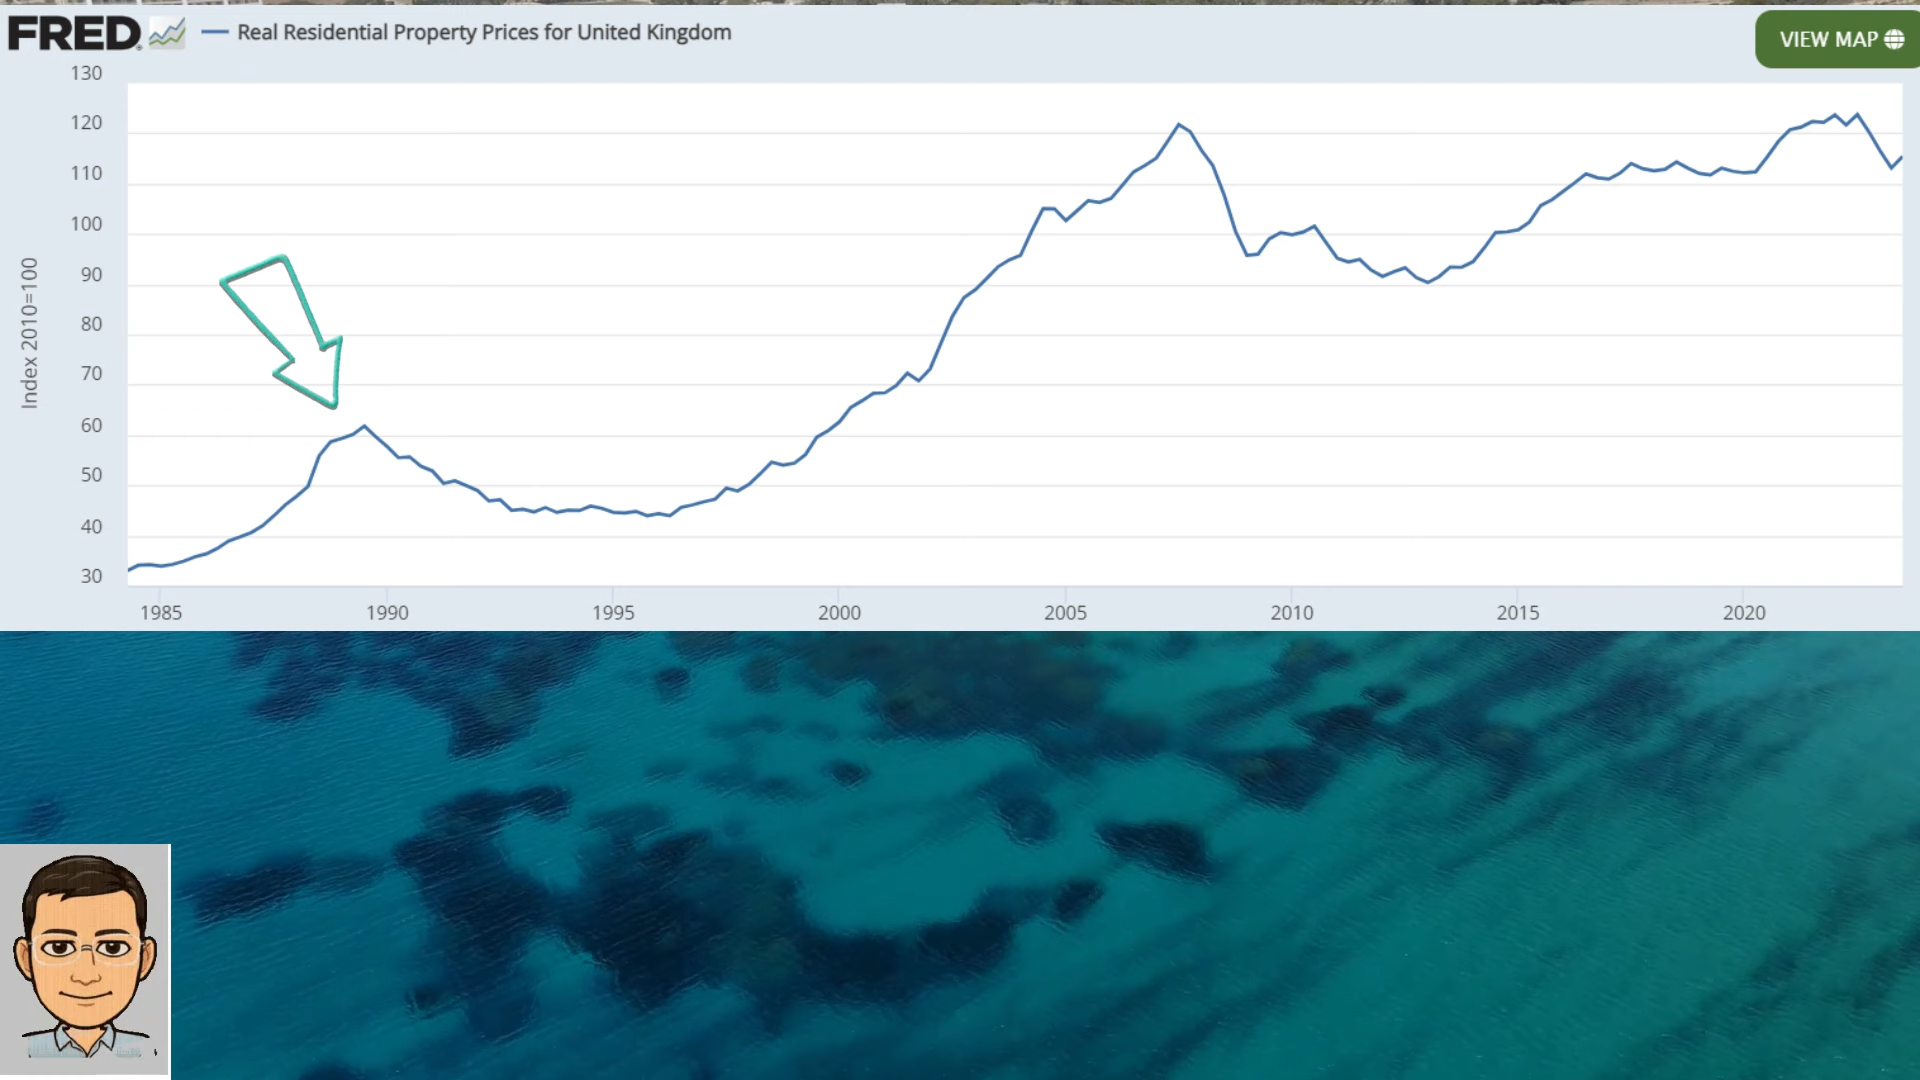 FRED
Real Residential Property Prices for United Kingdom
VIEW MAP
130
120
110
100
90
80
70
60
50
40
30
Index 2010=100
1985 1990 1995 2000 2005 2010 2015 2020